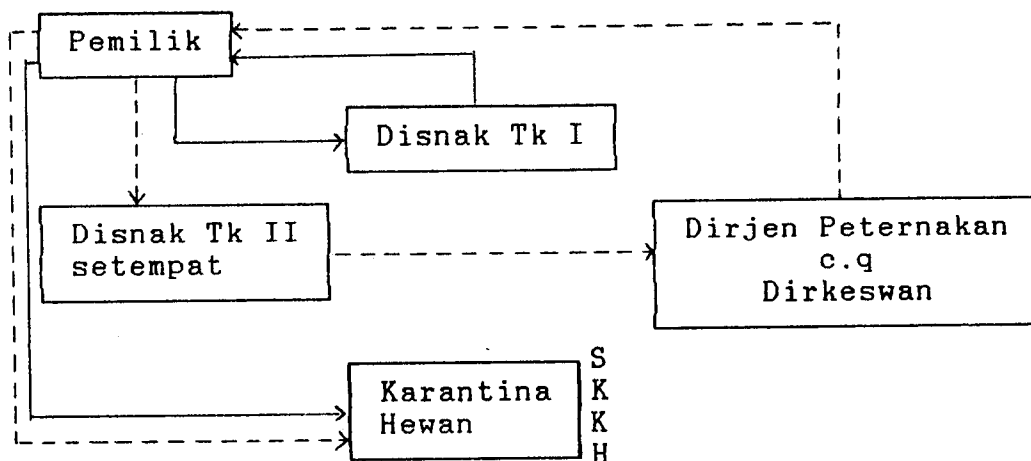 Pemilik
Disnak Tk I
Disnak Tk II
setempat
Dirjen Peternakan
c.q
Dirkeswan
Karantina
Hewan
S
K
K
H